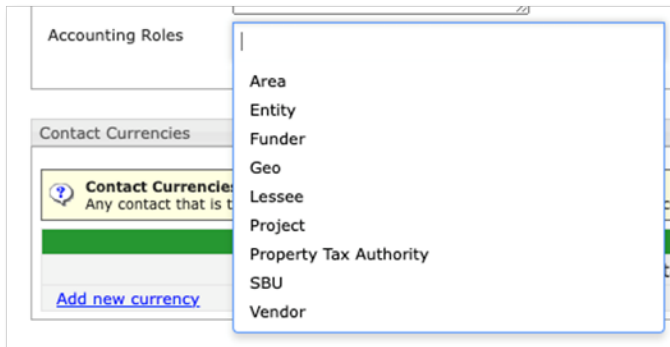 Accounting Roles
Area
Entity
Funder
Geo
Lessee
Project
Property Tax Authority
SBU
Vendor
Contact Currencies
Contact Currencies
Any contact that is
Add new currency